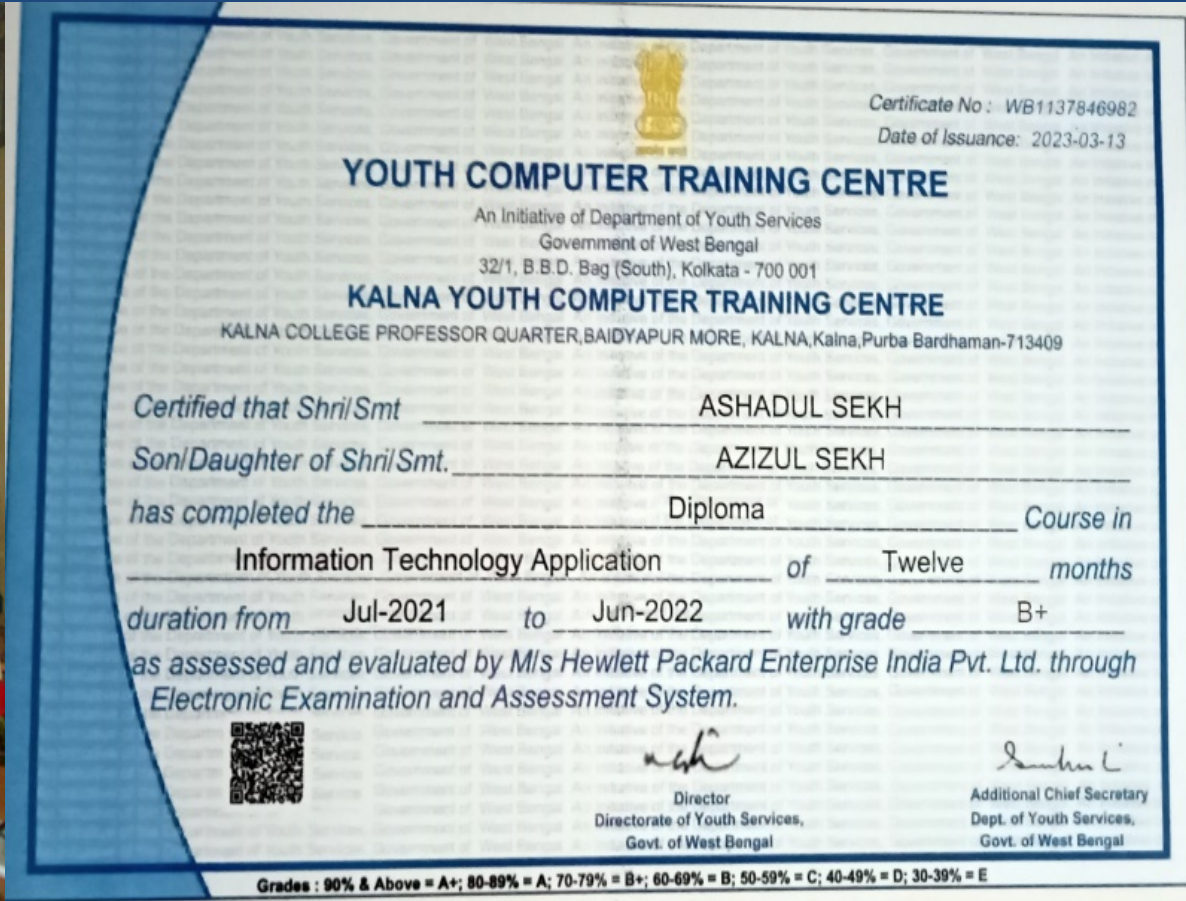 Certificate No : WB1137846982
Date of Issuance: 2023-03-13
YOUTH COMPUTER TRAINING CENTRE
An Initiative of Department of Youth Services
Government of West Bengal
32/1, B.B.D. Bag (South), Kolkata - 700 001
KALNA YOUTH COMPUTER TRAINING CENTRE
KALNA COLLEGE PROFESSOR QUARTER,BAIDYAPUR MORE, KALNA,Kalna,Purba Bardhaman-713409
Certified that Shri/Smt ASHADUL SEKH
Son/Daughter of Shri/Smt. AZIZUL SEKH
has completed the Diploma Course in
Information Technology Application of Twelve months
duration from Jul-2021 to Jun-2022 with grade B+
as assessed and evaluated by M/s Hewlett Packard Enterprise India Pvt. Ltd. through
Electronic Examination and Assessment System.
Director
Directorate of Youth Services,
Govt. of West Bengal
Additional Chief Secretary
Dept. of Youth Services,
Govt. of West Bengal
Grades : 90% & Above = A+; 80-89% = A; 70-79% = B+; 60-69% = B; 50-59% = C; 40-49% = D; 30-39% = E